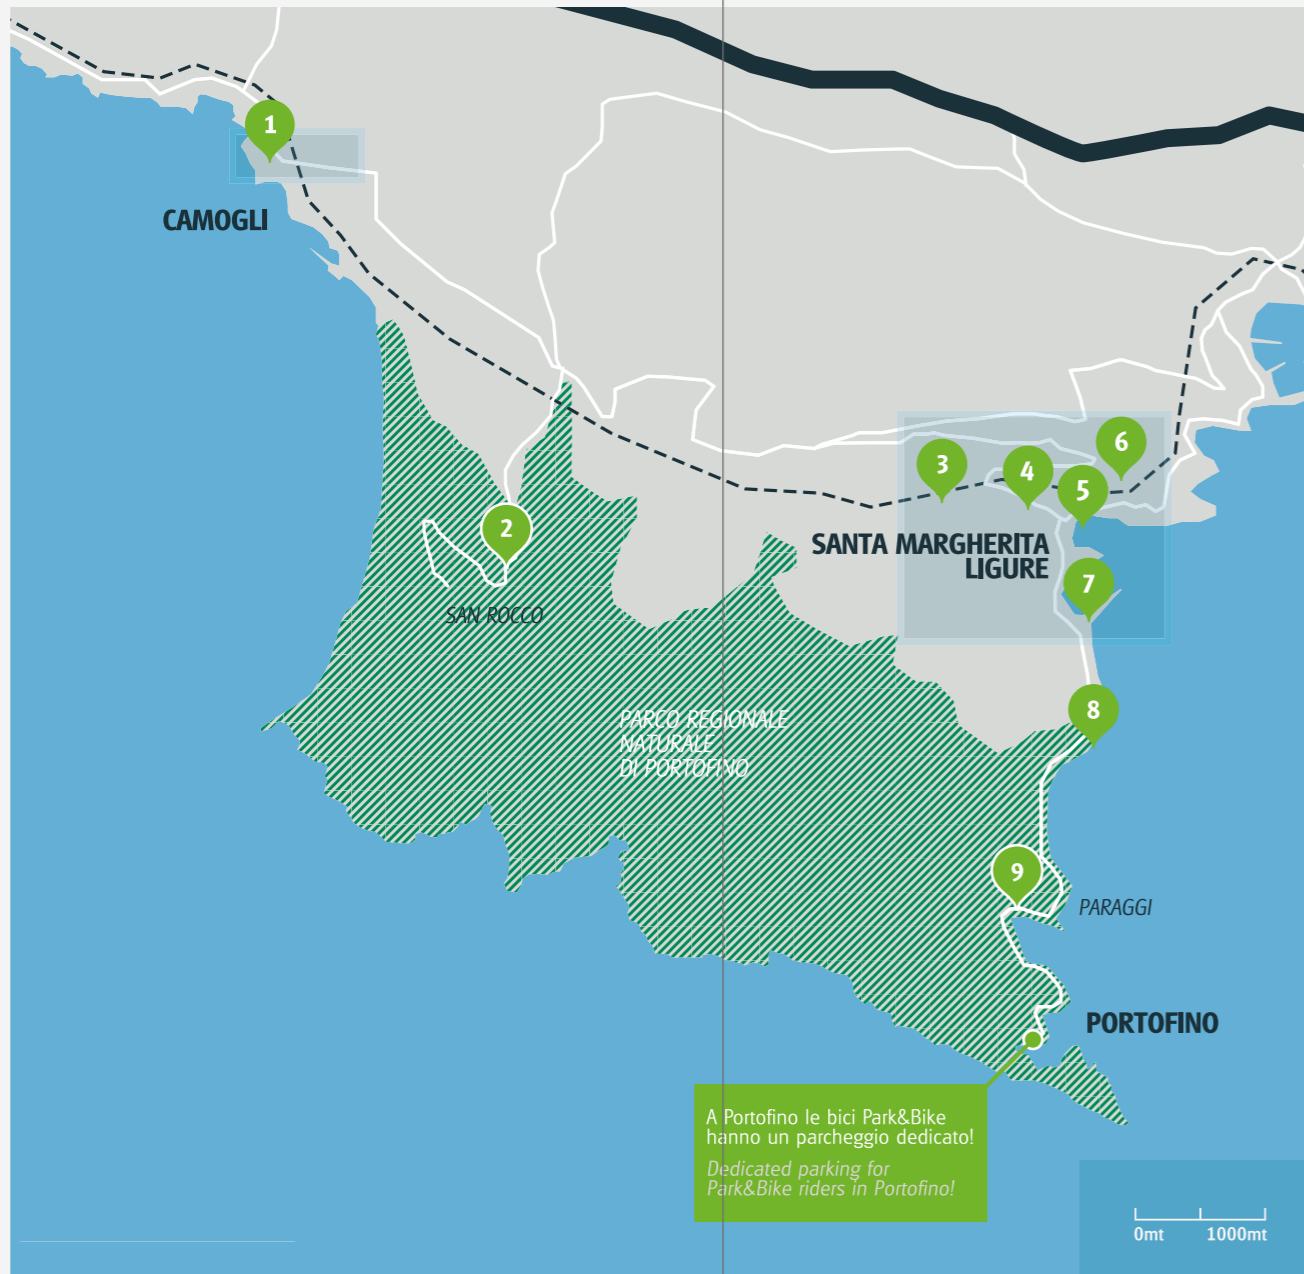 1
CAMOGLI
2
SAN ROCCO
3
4
5
6
SANTA MARGHERITA
LIGURE
7
PARCO REGIONALE
NATURALE
DI PORTOFINO
8
9
PARAGGI
PORTOFINO
A Portofino le bici Park&Bike
hanno un parcheggio dedicato!
Dedicated parking for
Park&Bike riders in Portofino!
0mt 1000mt